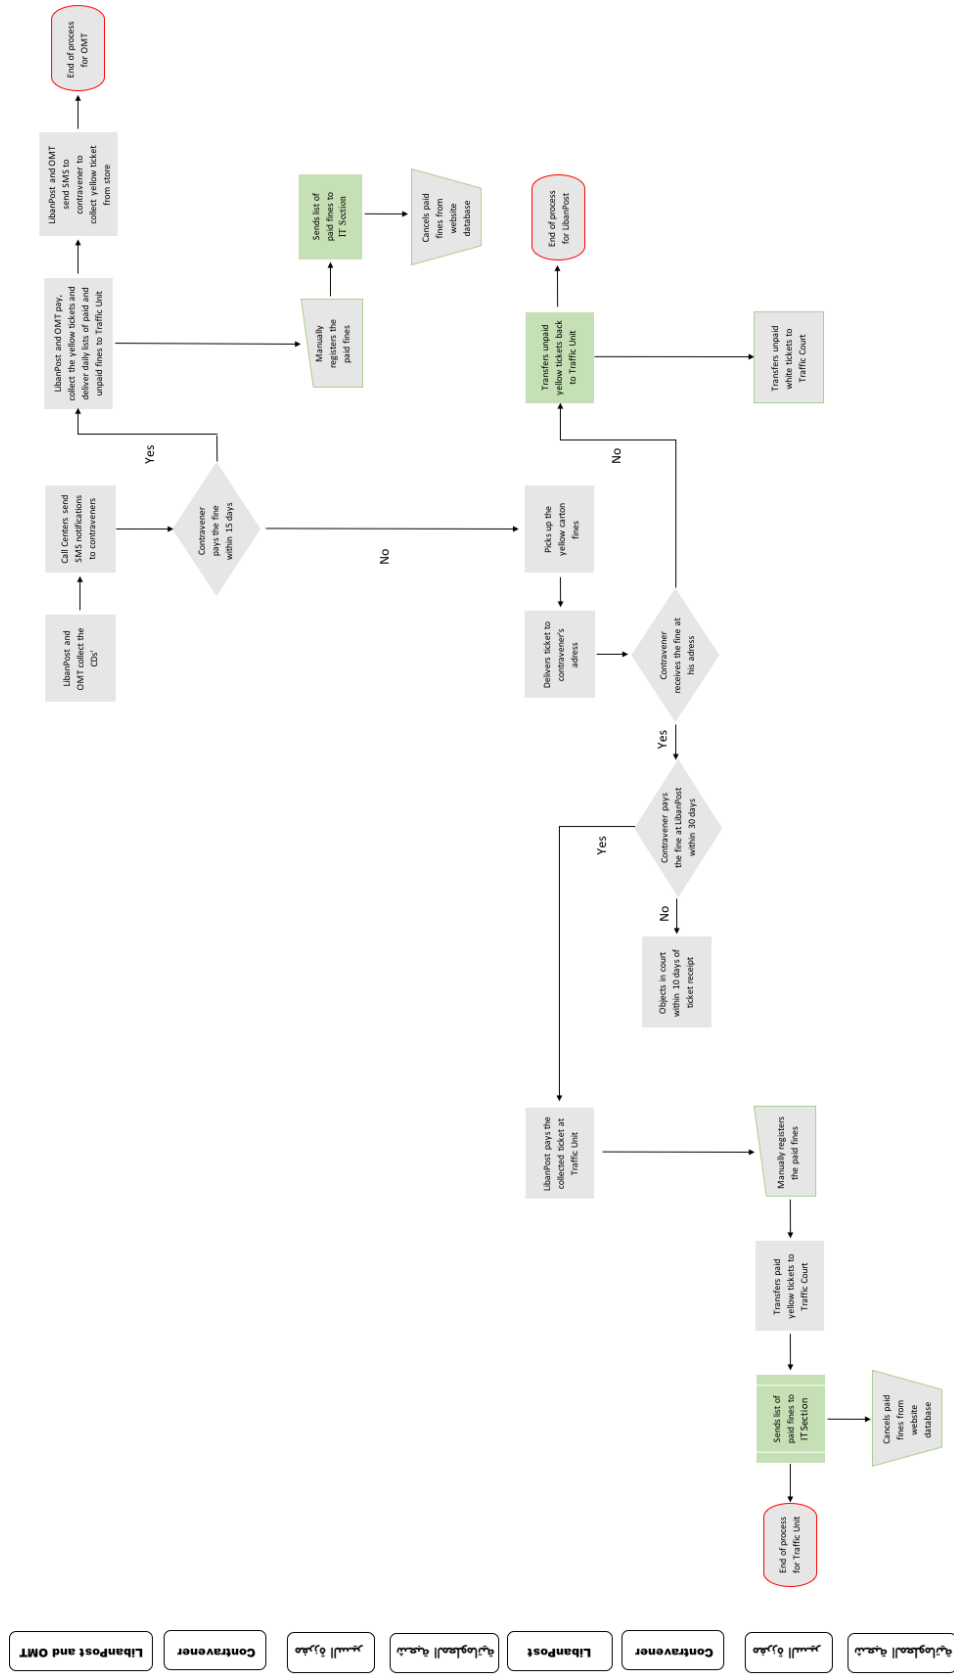 LibanPost and OMT
LibanPost and
OMT collect the
CDs'
Call Centers send
SMS notifications
to contraveners
LibanPost and OMT pay,
collect the yellow tickets and
deliver daily lists of paid and
unpaid fines to Traffic Unit
LibanPost and OMT
send SMS to
contravener to
collect yellow ticket
from store
End of process
for OMT
Yes
Contravener
Contravener
pays the fine
within 15 days
No
مفرزة السير
Manually
registers the
paid fines
Sends list of
paid fines to
IT Section
شعبة المعلوماتية
Cancels paid
fines from
website
database
LibanPost
LibanPost pays the
collected ticket at
Traffic Unit
Delivers ticket to
contravener's
adress
Picks up the
yellow carton
fines
Transfers unpaid
yellow tickets back
to Traffic Unit
End of process
for LibanPost
Yes
No
Contravener
Objects in court
within 10 days of
ticket receipt
No
Contravener pays
the fine at LibanPost
within 30 days
Yes
Contravener
receives the fine at
his adress
مفرزة السير
End of process
for Traffic Unit
Sends list of
paid fines to
IT Section
Transfers paid
yellow tickets to
Traffic Court
Manually registers
the paid fines
Transfers unpaid
white tickets to
Traffic Court
شعبة المعلوماتية
Cancels paid
fines from
website
database